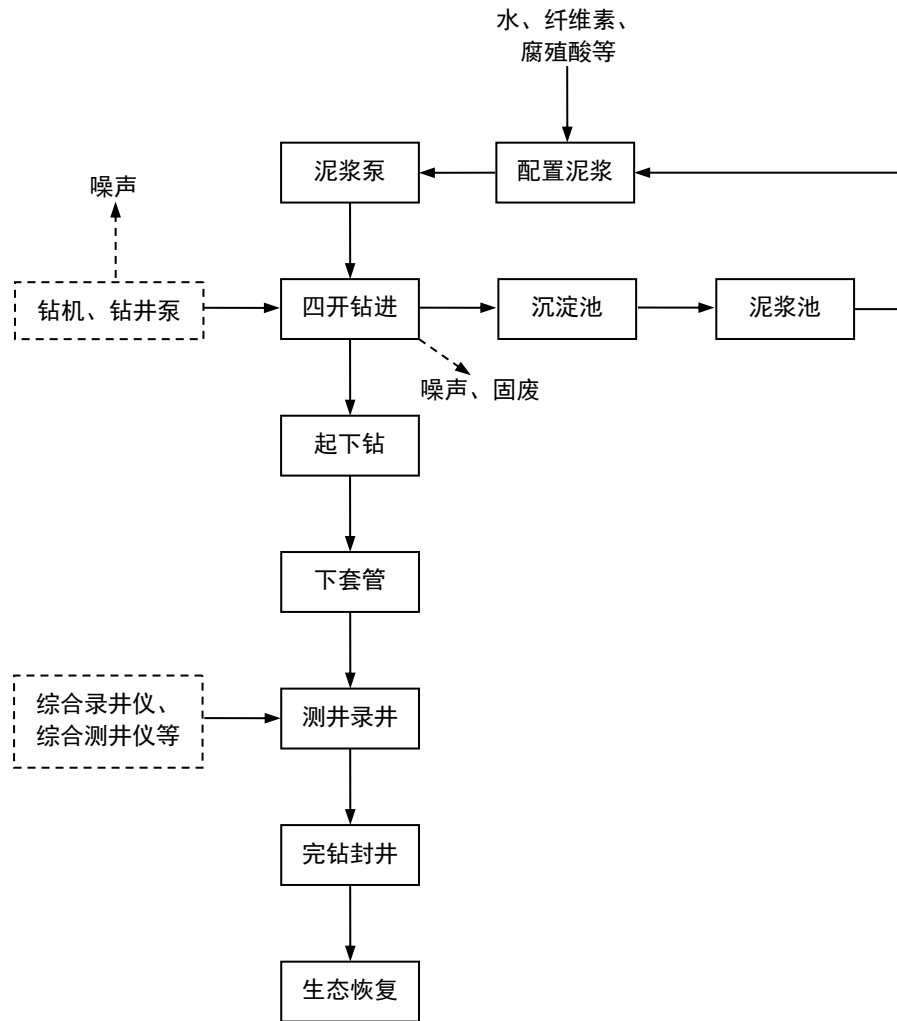 水、纤维素、
腐殖酸等
泥浆泵
配置泥浆
噪声
钻机、钻井泵
四开钻进
沉淀池
泥浆池
噪声、固废
起下钻
下套管
综合录井仪、
综合测井仪等
测井录井
完钻封井
生态恢复